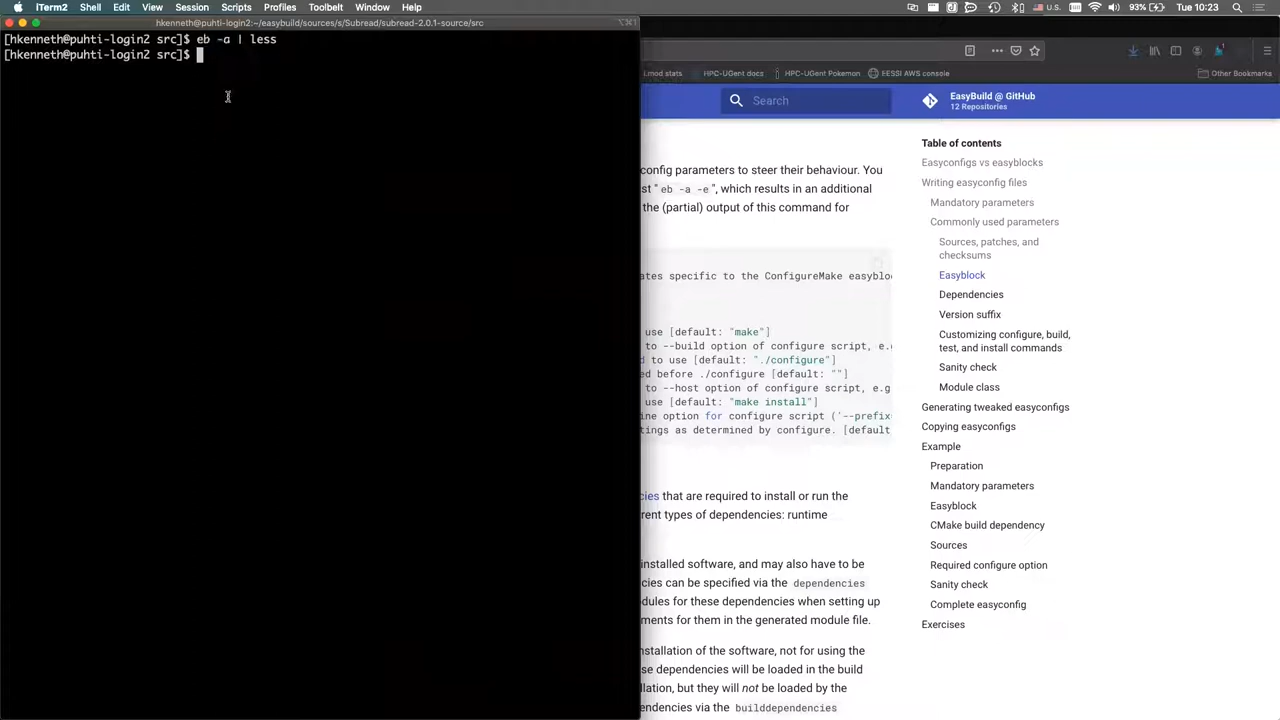 iTerm2 Shell Edit View Session Scripts Profiles Toolbelt Window Help
U.S. 93% Tue 10:23
hkenneth@puhti-login2:~/easybuild/sources/s/Subread/subread-2.0.1-source/src
[hkenneth@puhti-login2 src]$ eb -a | less
[hkenneth@puhti-login2 src]$
i.mod stats. HPC-UGent docs HPC-UGent Pokemon EESSI AWS console Other Bookmarks
Search
EasyBuild @ GitHub
12 Repositories
config parameters to steer their behaviour. You
st "eb -a -e", which results in an additional
the (partial) output of this command for
ates specific to the ConfigureMake easybloc
use [default: "make"]
to --build option of configure script, e.g
d to use [default: "./configure"]
ed before ./configure [default: ""]
to --host option of configure script, e.g
use [default: "make install"]
ine option for configure script ('--prefix=
tings as determined by configure. [default
cies that are required to install or run the
rent types of dependencies: runtime
installed software, and may also have to be
cies can be specified via the dependencies
dules for these dependencies when setting up
ments for them in the generated module file.
nstallation of the software, not for using the
se dependencies will be loaded in the build
llation, but they will not be loaded by the
endencies via the builddependencies
Table of contents
Easyconfigs vs easyblocks
Writing easyconfig files
Mandatory parameters
Commonly used parameters
Sources, patches, and
checksums
Easyblock
Dependencies
Version suffix
Customizing configure, build,
test, and install commands
Sanity check
Module class
Generating tweaked easyconfigs
Copying easyconfigs
Example
Preparation
Mandatory parameters
Easyblock
CMake build dependency
Sources
Required configure option
Sanity check
Complete easyconfig
Exercises